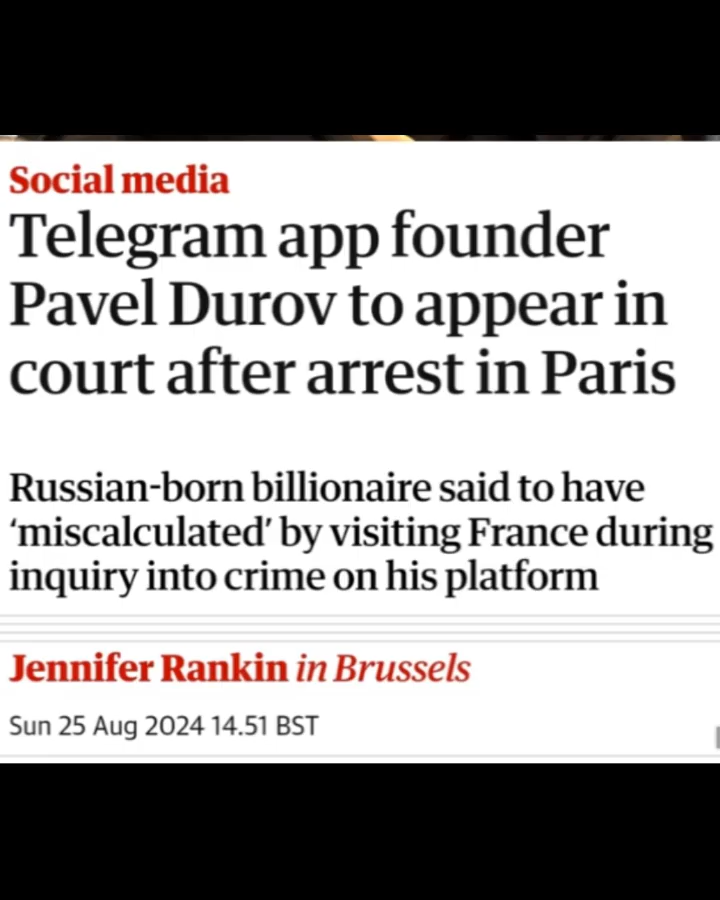 Social media
Telegram app founder
Pavel Durov to appear in
court after arrest in Paris
Russian-born billionaire said to have
‘miscalculated’ by visiting France during
inquiry into crime on his platform
Jennifer Rankin in Brussels
Sun 25 Aug 2024 14.51 BST